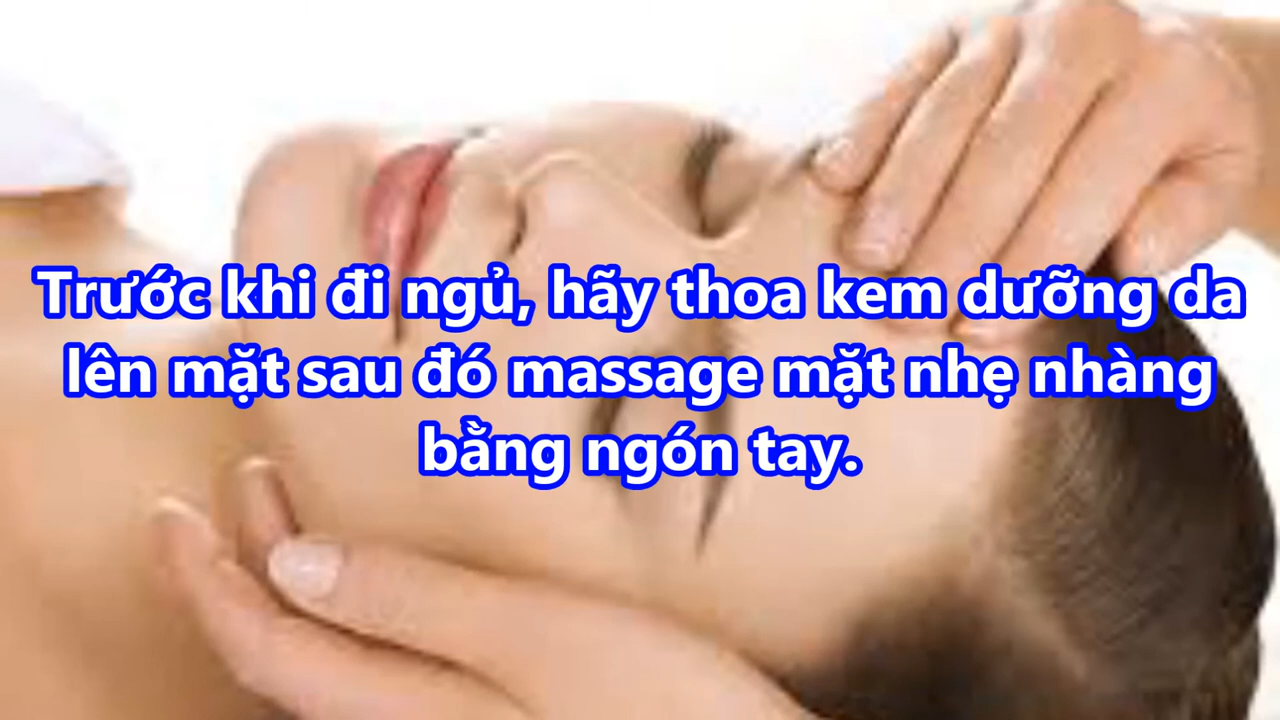 Trước khi đi ngủ, hãy thoa kem dưỡng da
lên mặt sau đó massage mặt nhẹ nhàng
bằng ngón tay.